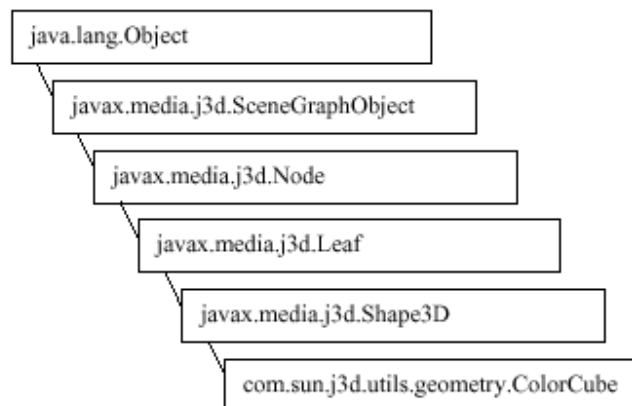 java.lang.Object
javax.media.j3d.SceneGraphObject
javax.media.j3d.Node
javax.media.j3d.Leaf
javax.media.j3d.Shape3D
com.sun.j3d.utils.geometry.ColorCube